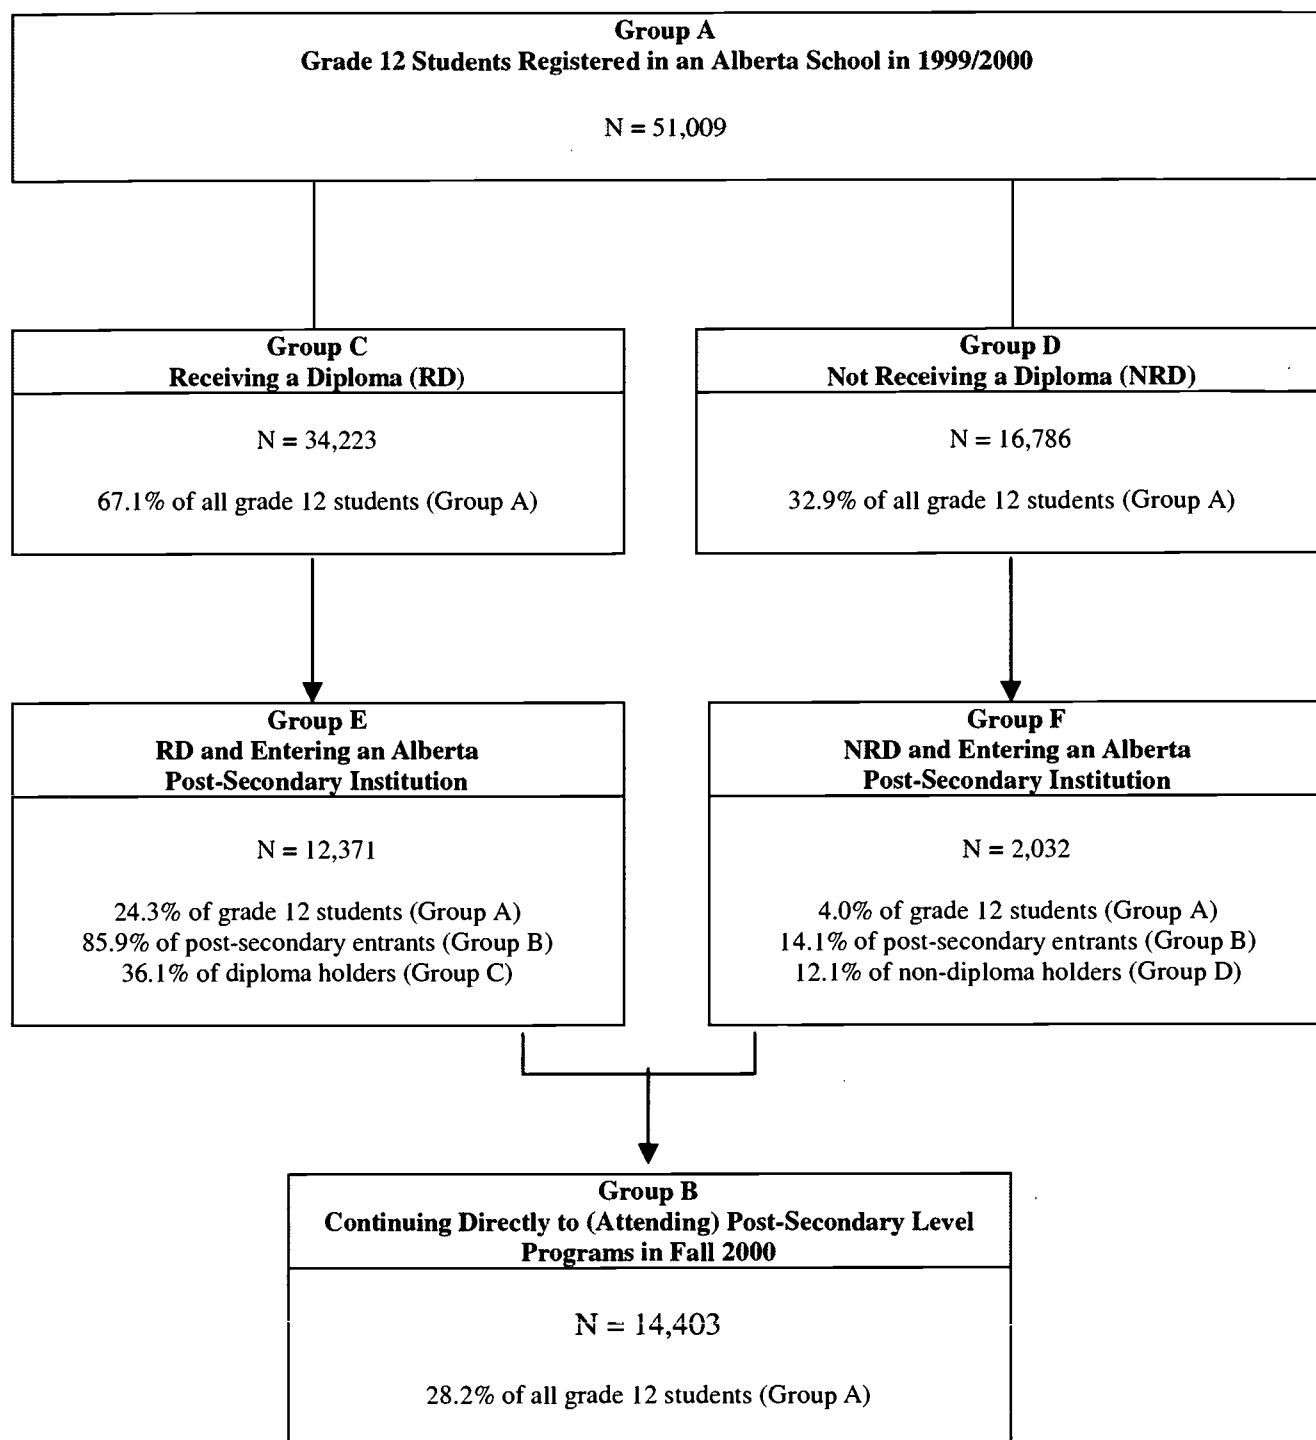 Group A
Grade 12 Students Registered in an Alberta School in 1999/2000
N = 51,009
Group C
Receiving a Diploma (RD)
N = 34,223
67.1% of all grade 12 students (Group A)
Group D
Not Receiving a Diploma (NRD)
N = 16,786
32.9% of all grade 12 students (Group A)
Group E
RD and Entering an Alberta
Post-Secondary Institution
N = 12,371
24.3% of grade 12 students (Group A)
85.9% of post-secondary entrants (Group B)
36.1% of diploma holders (Group C)
Group F
NRD and Entering an Alberta
Post-Secondary Institution
N = 2,032
4.0% of grade 12 students (Group A)
14.1% of post-secondary entrants (Group B)
12.1% of non-diploma holders (Group D)
Group B
Continuing Directly to (Attending) Post-Secondary Level
Programs in Fall 2000
N = 14,403
28.2% of all grade 12 students (Group A)